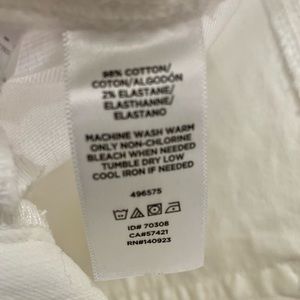 98% COTTON/
COTON/ALGODÓN
2% ELASTANE/
ELASTHANNE/
ELASTANO
MACHINE WASH WARM
ONLY NON-CHLORINE
BLEACH WHEN NEEDED
TUMBLE DRY LOW
COOL IRON IF NEEDED
496575
ID# 70308
CA#57421
RN#140923